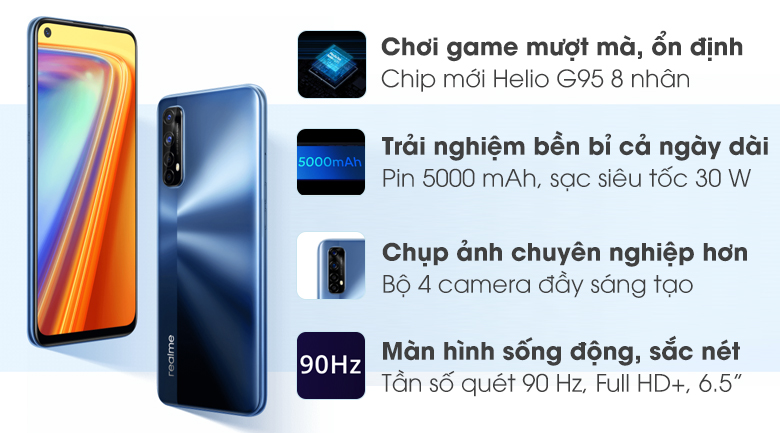 Chơi game mượt mà, ổn định
Chip mới Helio G95 8 nhân
5000mAh
Trải nghiệm bền bỉ cả ngày dài
Pin 5000 mAh, sạc siêu tốc 30 W
Chụp ảnh chuyên nghiệp hơn
Bộ 4 camera đầy sáng tạo
90Hz
Màn hình sống động, sắc nét
Tần số quét 90 Hz, Full HD+, 6.5”
realme